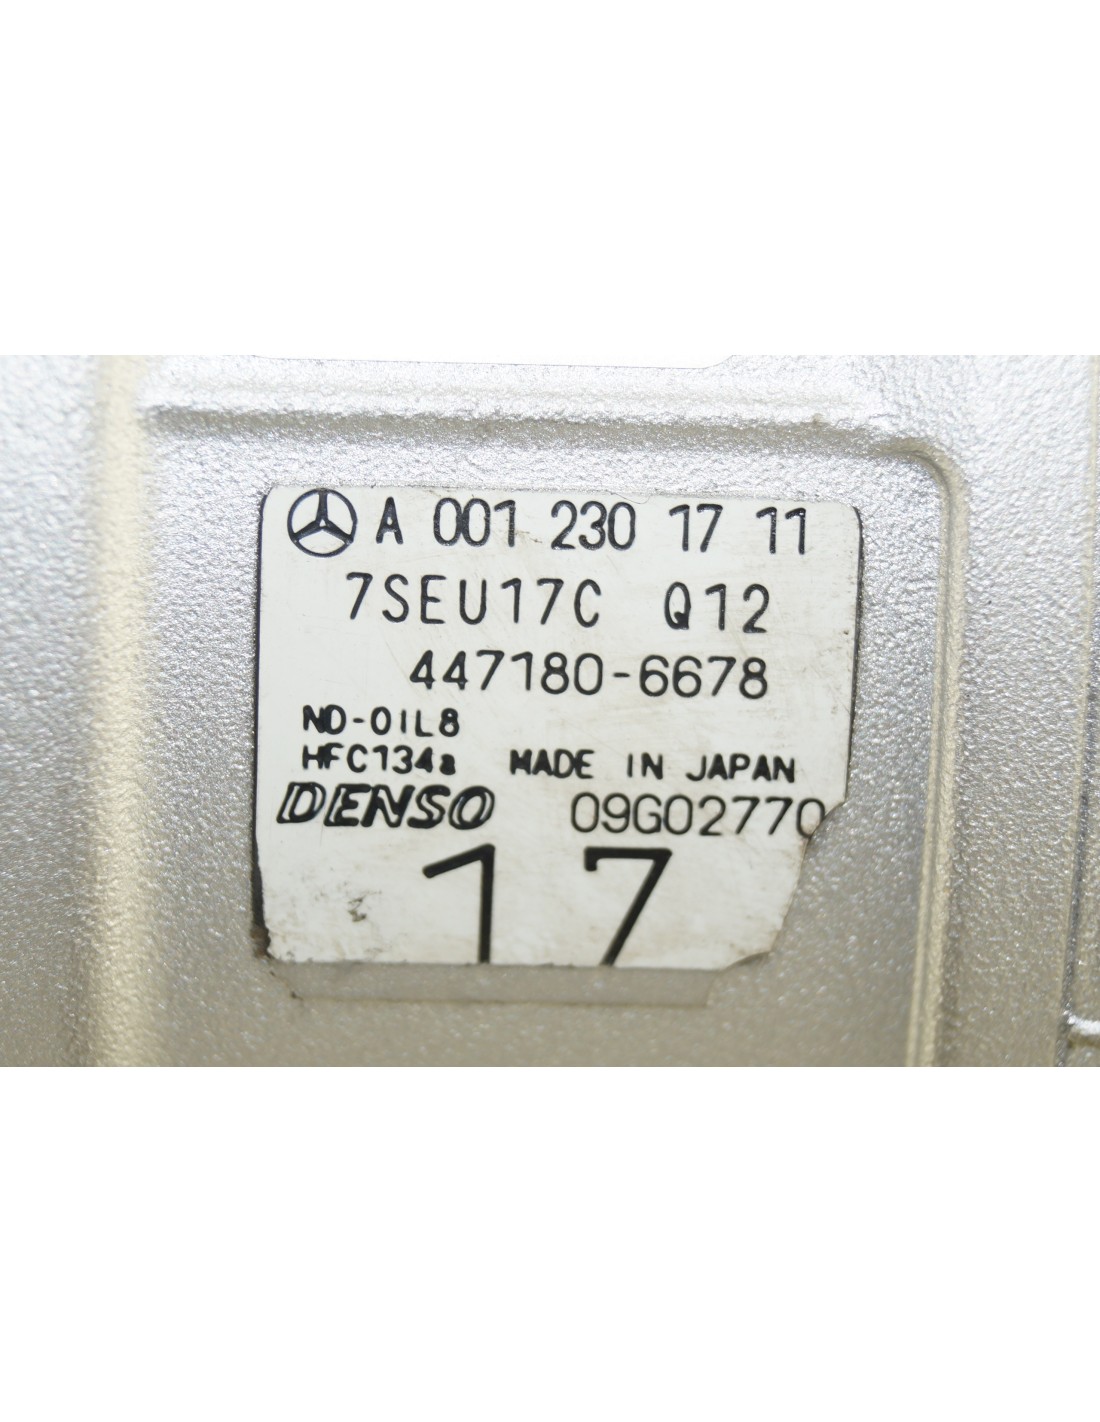 A 001 230 17 11
7SEU17C Q12
447180-6678
ND-OIL8
HFC134a MADE IN JAPAN
DENSO 09G02770
17